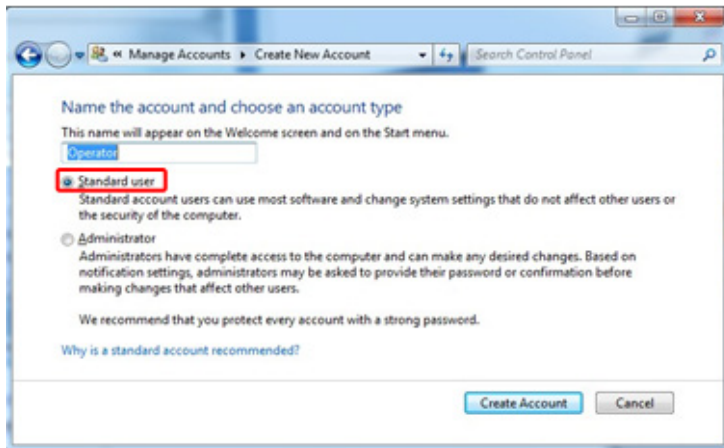 « Manage Accounts ▸ Create New Account
Search Control Panel
Name the account and choose an account type
This name will appear on the Welcome screen and on the Start menu.
Operator
Standard user
Standard account users can use most software and change system settings that do not affect other users or
the security of the computer.
Administrator
Administrators have complete access to the computer and can make any desired changes. Based on
notification settings, administrators may be asked to provide their password or confirmation before
making changes that affect other users.
We recommend that you protect every account with a strong password.
Why is a standard account recommended?
Create Account
Cancel